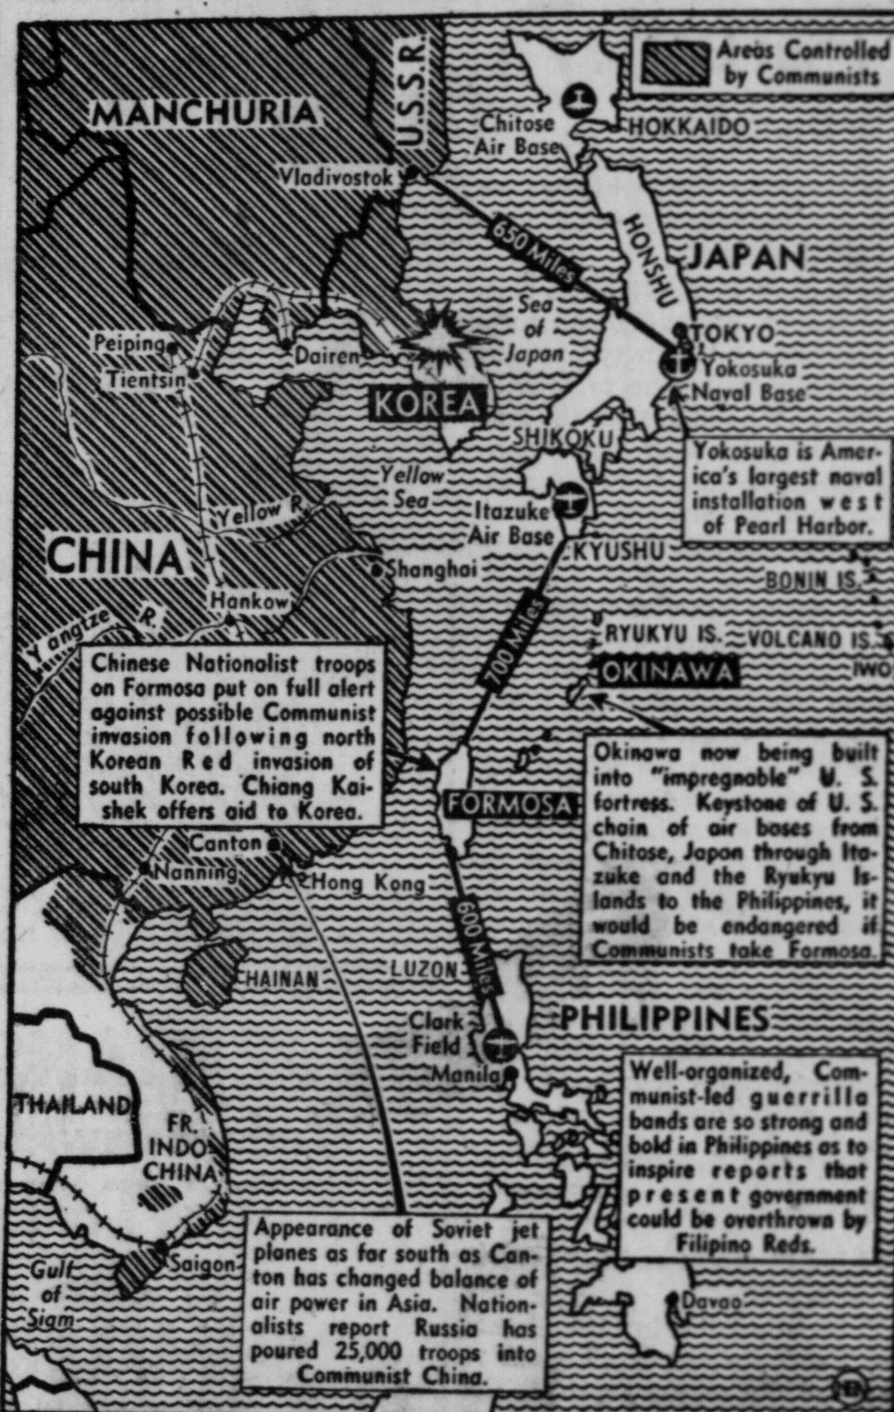 Areas Controlled
by Communists
MANCHURIA
U.S.S.R.
Chitose
Air Base
HOKKAIDO
Vladivostok
650 Miles
HONSHU
JAPAN
Sea
of
Japan
TOKYO
Yokosuka
Naval Base
Peiping
Tientsin
Dairen
KOREA
SHIKOKU
Yokosuka is Amer-
ica's largest naval
installation west
of Pearl Harbor.
Yellow
Sea
Itazuke
Air Base
KYUSHU
Yellow R.
CHINA
Shanghai
BONIN IS.
Hankow
Yangtze R.
700 Miles
RYUKYU IS.
VOLCANO IS.
IWO
OKINAWA
Chinese Nationalist troops
on Formosa put on full alert
against possible Communist
invasion following north
Korean Red invasion of
south Korea. Chiang Kai-
shek offers aid to Korea.
Okinawa now being built
into "impregnable" U. S.
fortress. Keystone of U. S.
chain of air bases from
Chitose, Japan through Ita-
zuke and the Ryukyu Is-
lands to the Philippines, it
would be endangered if
Communists take Formosa.
FORMOSA
Canton
Nanning
Hong Kong
600 Miles
HAINAN
LUZON
Clark
Field
PHILIPPINES
Manila
Well-organized, Com-
munist-led guerrilla
bands are so strong and
bold in Philippines as to
inspire reports that
present government
could be overthrown by
Filipino Reds.
THAILAND
FR.
INDO
CHINA
Appearance of Soviet jet
planes as far south as Can-
ton has changed balance of
air power in Asia. Nation-
alists report Russia has
poured 25,000 troops into
Communist China.
Saigon
Gulf
of
Siam
Davao